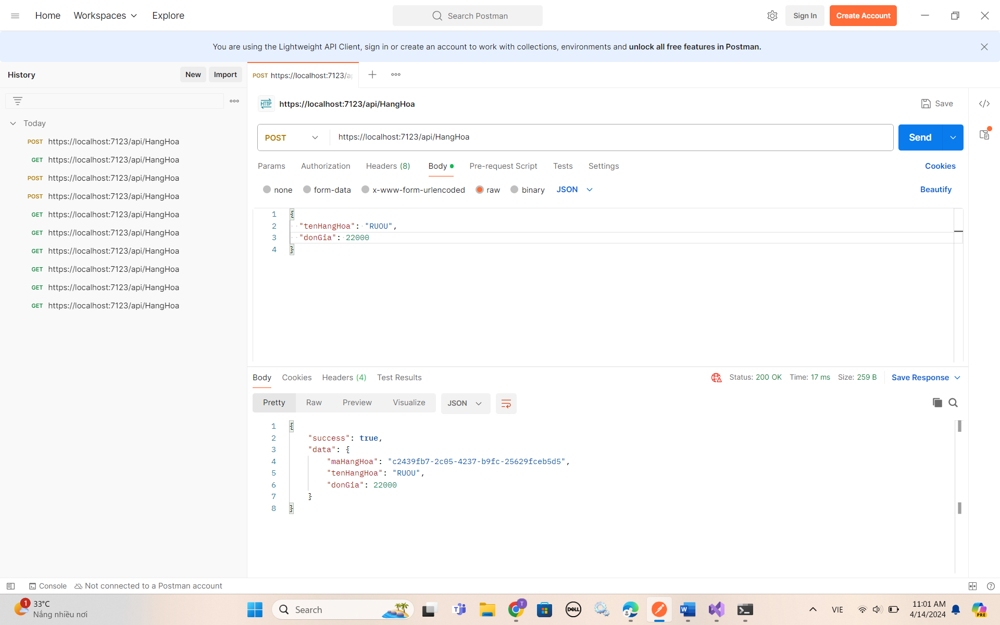 Home Workspaces Explore Search Postman Sign In Create Account
You are using the Lightweight API Client, sign in or create an account to work with collections, environments and unlock all free features in Postman.
History New Import
Today
POST https://localhost:7123/api/HangHoa
GET https://localhost:7123/api/HangHoa
POST https://localhost:7123/api/HangHoa
POST https://localhost:7123/api/HangHoa
GET https://localhost:7123/api/HangHoa
GET https://localhost:7123/api/HangHoa
GET https://localhost:7123/api/HangHoa
GET https://localhost:7123/api/HangHoa
GET https://localhost:7123/api/HangHoa
GET https://localhost:7123/api/HangHoa
POST https://localhost:7123/ap
HTTP https://localhost:7123/api/HangHoa Save
POST https://localhost:7123/api/HangHoa Send
Params Authorization Headers (8) Body Pre-request Script Tests Settings Cookies
none form-data x-www-form-urlencoded raw binary JSON Beautify
1 {
2 "tenHangHoa": "RUOU",
3 "donGia": 22000
4 }
Body Cookies Headers (4) Test Results Status: 200 OK Time: 17 ms Size: 259 B Save Response
Pretty Raw Preview Visualize JSON
1 {
2 "success": true,
3 "data": {
4 "maHangHoa": "c2439fb7-2c05-4237-b9fc-25629fceb5d5",
5 "tenHangHoa": "RUOU",
6 "donGia": 22000
7 }
8 }
Console Not connected to a Postman account
1 33°C
Nắng nhiều nơi
Search
T
DELL
VIE
11:01 AM
4/14/2024
PRE